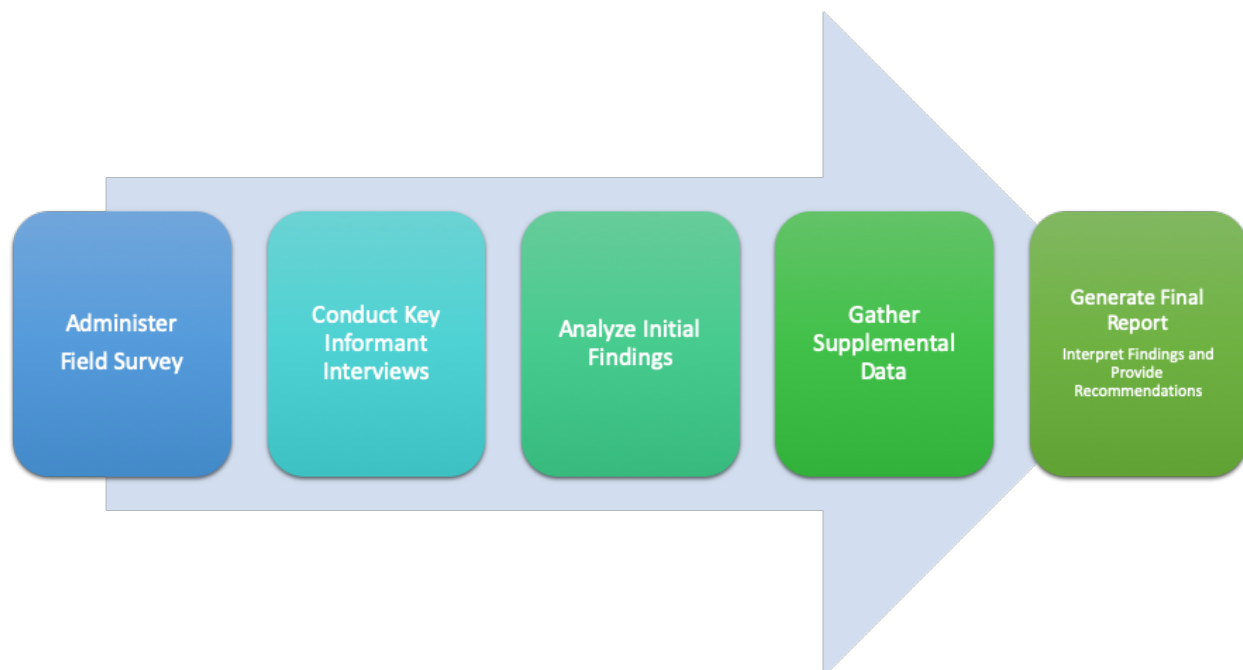 Administer
Field Survey
Conduct Key
Informant
Interviews
Analyze Initial
Findings
Gather
Supplemental
Data
Generate Final
Report
Interpret Findings and
Provide
Recommendations